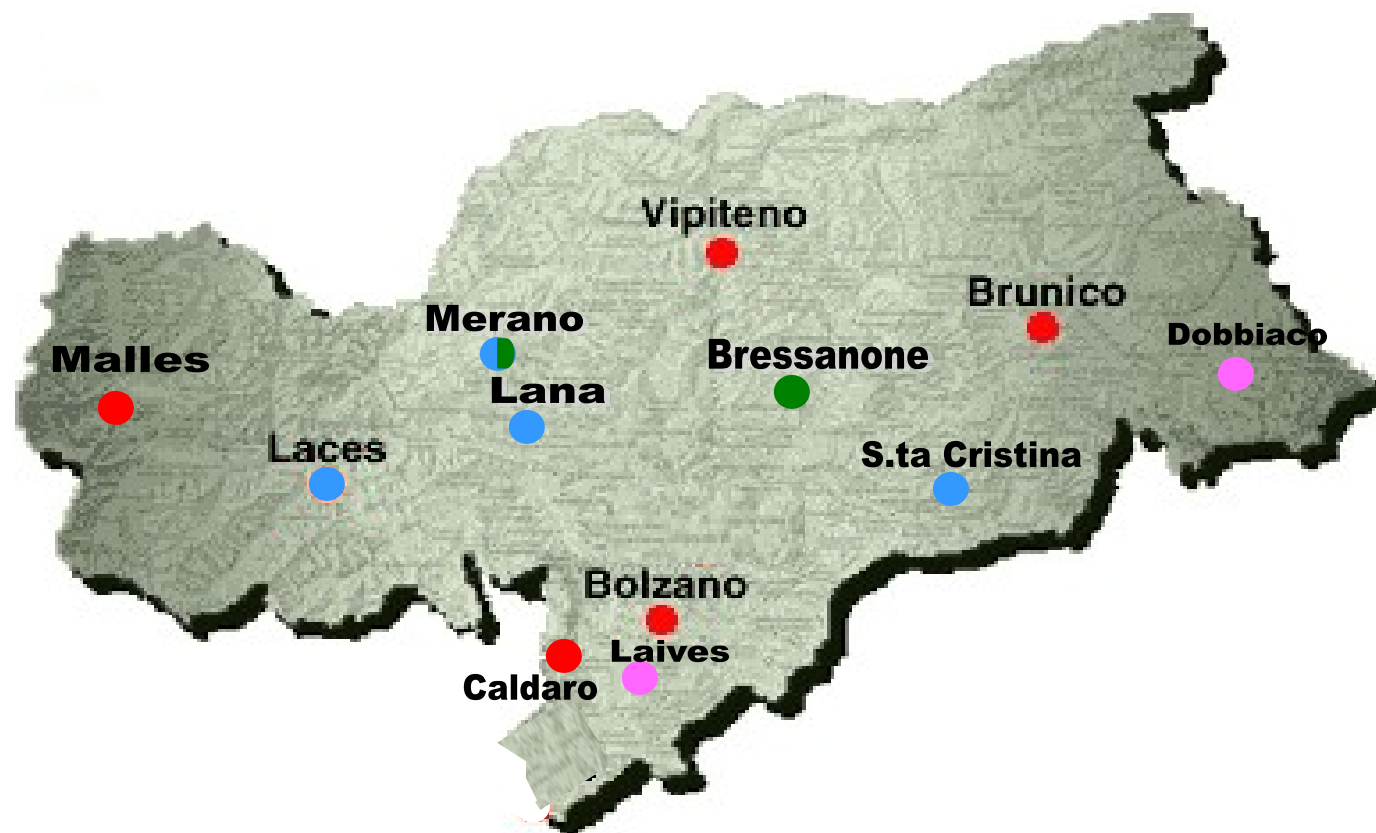 Vipiteno
Brunico
Merano
Dobbiaco
Malles
Bressanone
Lana
Laces
S.ta Cristina
Bolzano
Laives
Caldaro